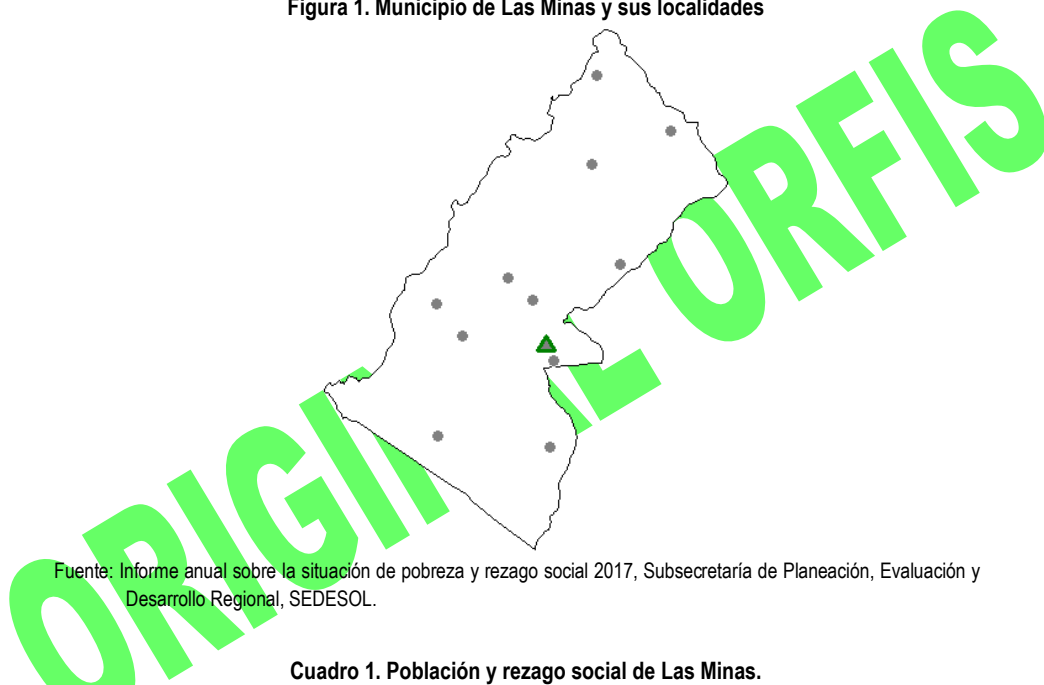 Figura 1. Municipio de Las Minas y sus localidades
Fuente: Informe anual sobre la situación de pobreza y rezago social 2017, Subsecretaría de Planeación, Evaluación y
Desarrollo Regional, SEDESOL.
Cuadro 1. Población y rezago social de Las Minas.
ORFIS